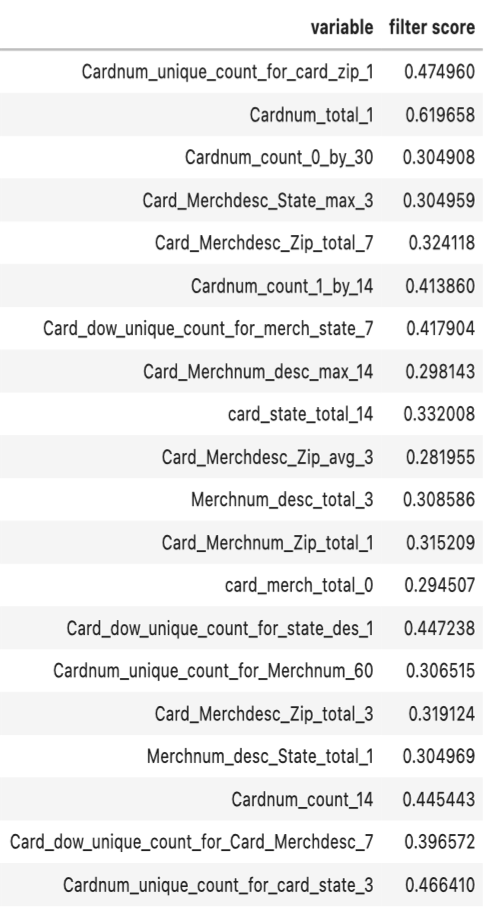 variable filter score
Cardnum_unique_count_for_card_zip_1 0.474960
Cardnum_total_1 0.619658
Cardnum_count_0_by_30 0.304908
Card_Merchdesc_State_max_3 0.304959
Card_Merchdesc_Zip_total_7 0.324118
Cardnum_count_1_by_14 0.413860
Card_dow_unique_count_for_merch_state_7 0.417904
Card_Merchnum_desc_max_14 0.298143
card_state_total_14 0.332008
Card_Merchdesc_Zip_avg_3 0.281955
Merchnum_desc_total_3 0.308586
Card_Merchnum_Zip_total_1 0.315209
card_merch_total_0 0.294507
Card_dow_unique_count_for_state_des_1 0.447238
Cardnum_unique_count_for_Merchnum_60 0.306515
Card_Merchdesc_Zip_total_3 0.319124
Merchnum_desc_State_total_1 0.304969
Cardnum_count_14 0.445443
Card_dow_unique_count_for_Card_Merchdesc_7 0.396572
Cardnum_unique_count_for_card_state_3 0.466410